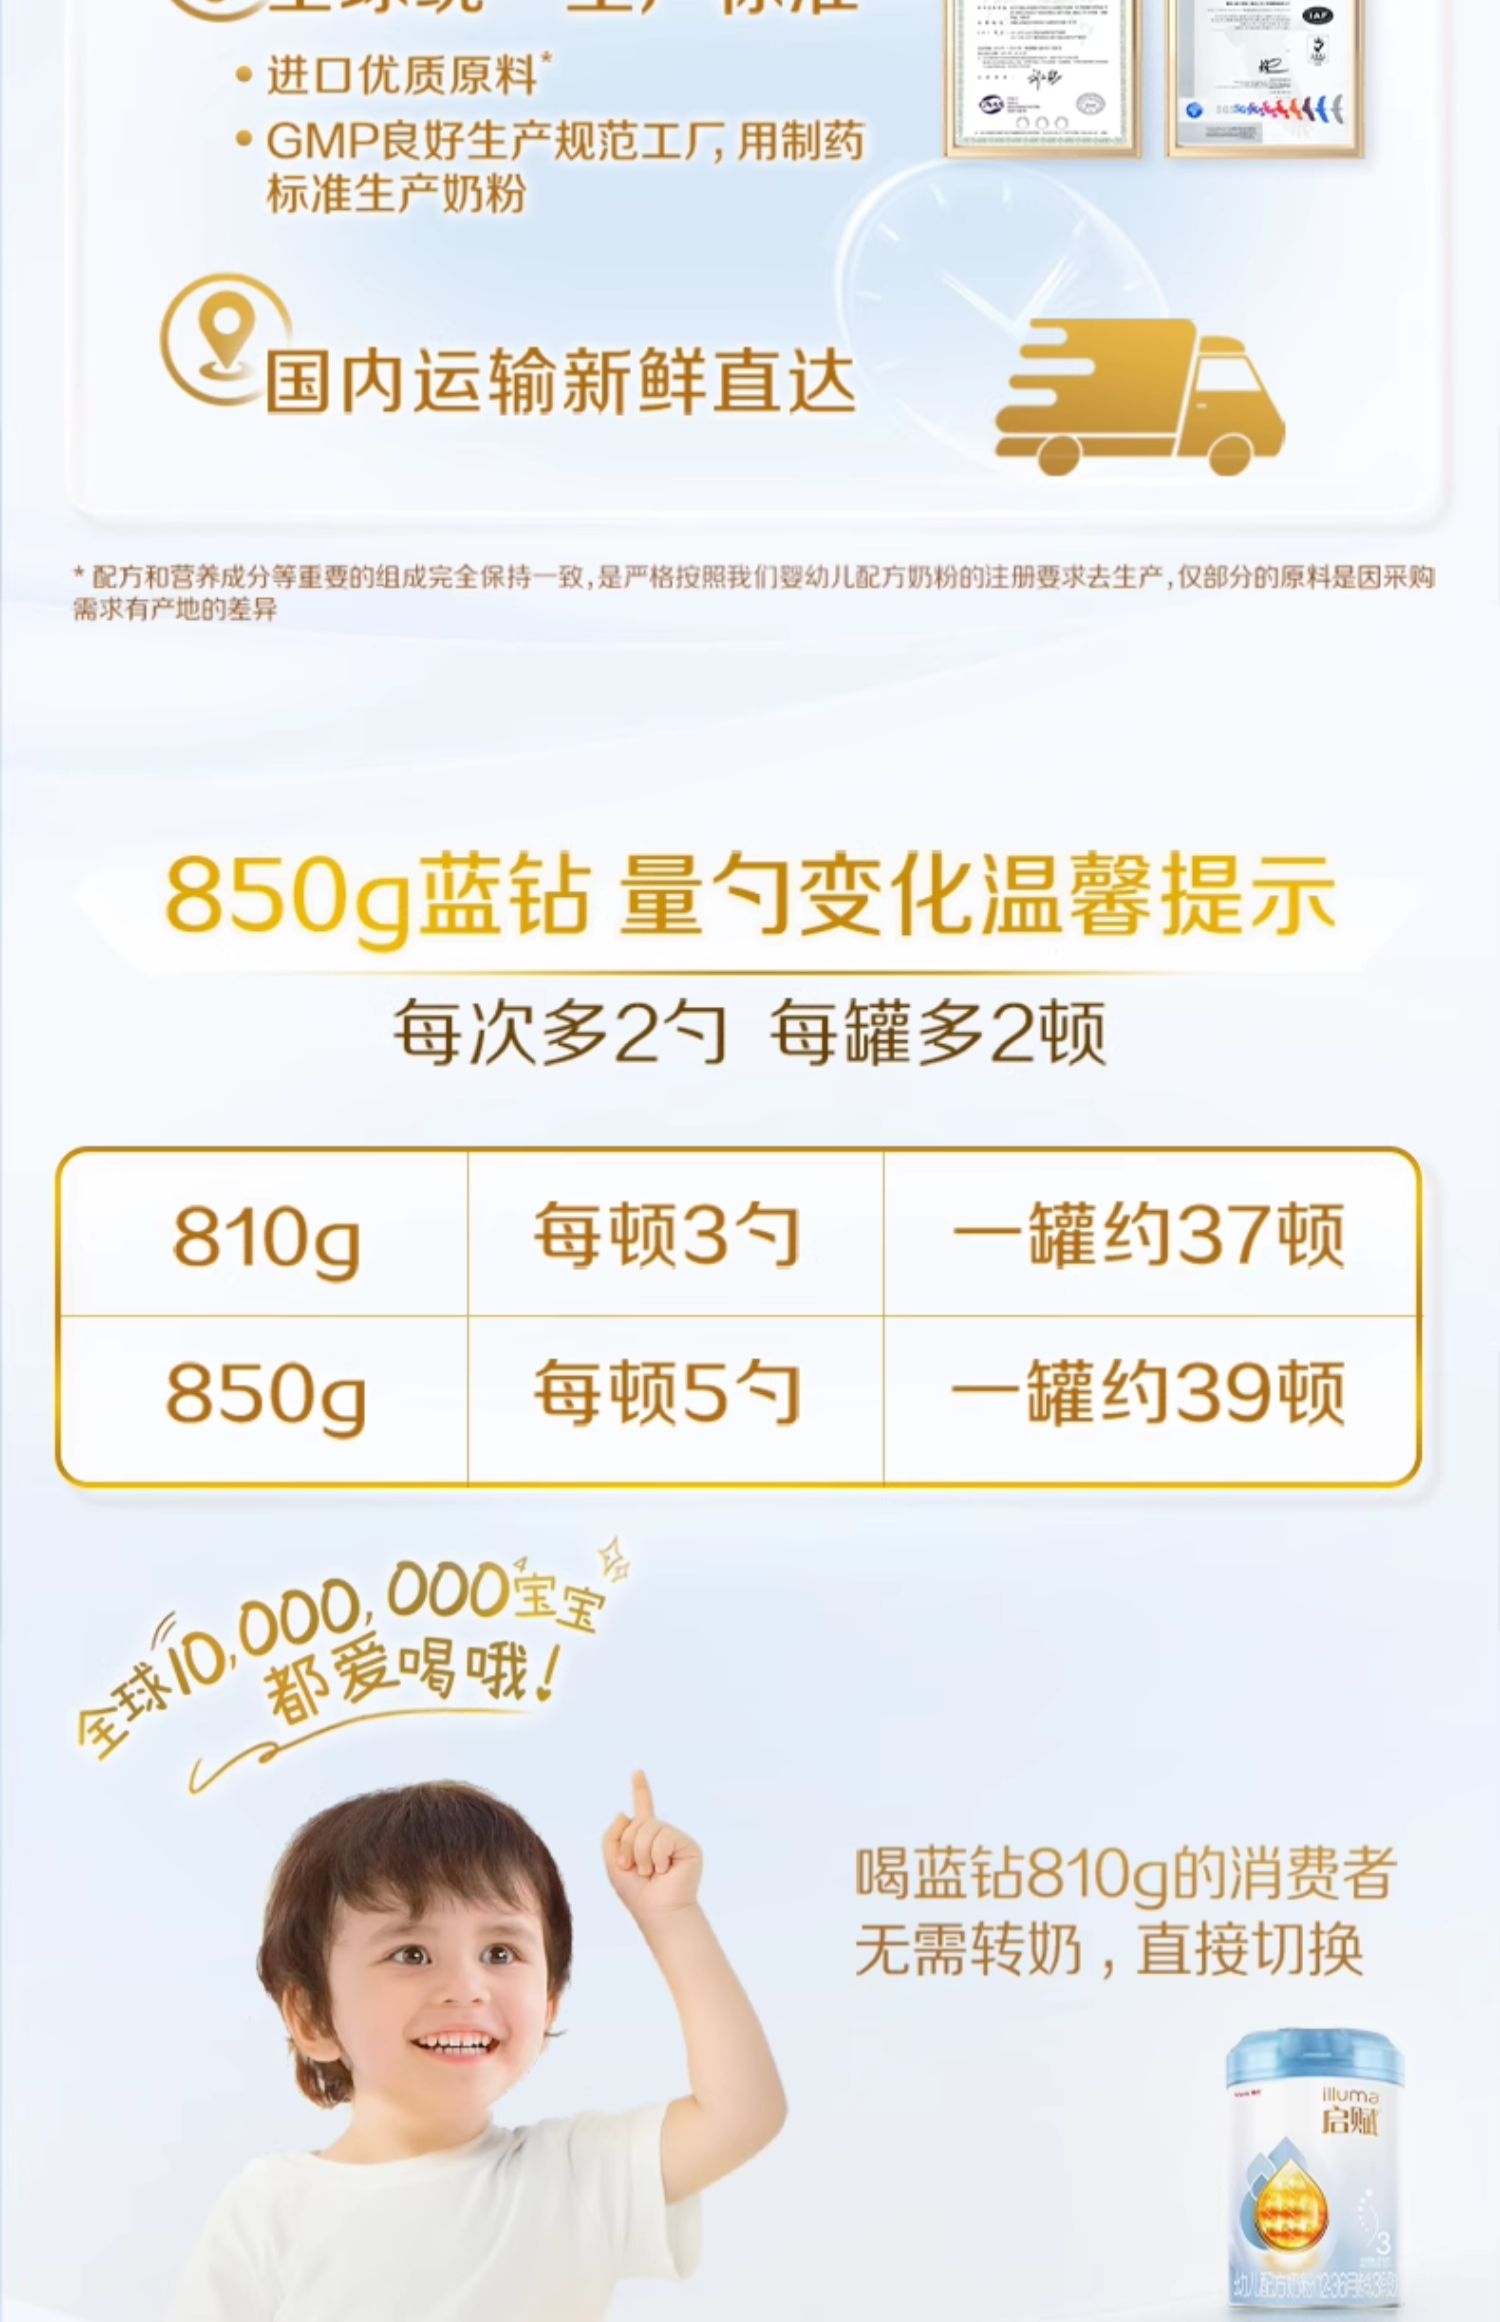 • 进口优质原料*
• GMP良好生产规范工厂,用制药
标准生产奶粉
国内运输新鲜直达
* 配方和营养成分等重要的组成完全保持一致,是严格按照我们婴幼儿配方奶粉的注册要求去生产,仅部分的原料是因采购
需求有产地的差异
850g蓝钻 量勺变化温馨提示
每次多2勺 每罐多2顿
810g 每顿3勺 一罐约37顿
850g 每顿5勺 一罐约39顿
全球10,000,000⁴宝宝
都爱喝哦!
喝蓝钻810g的消费者
无需转奶,直接切换
illuma
启赋
3